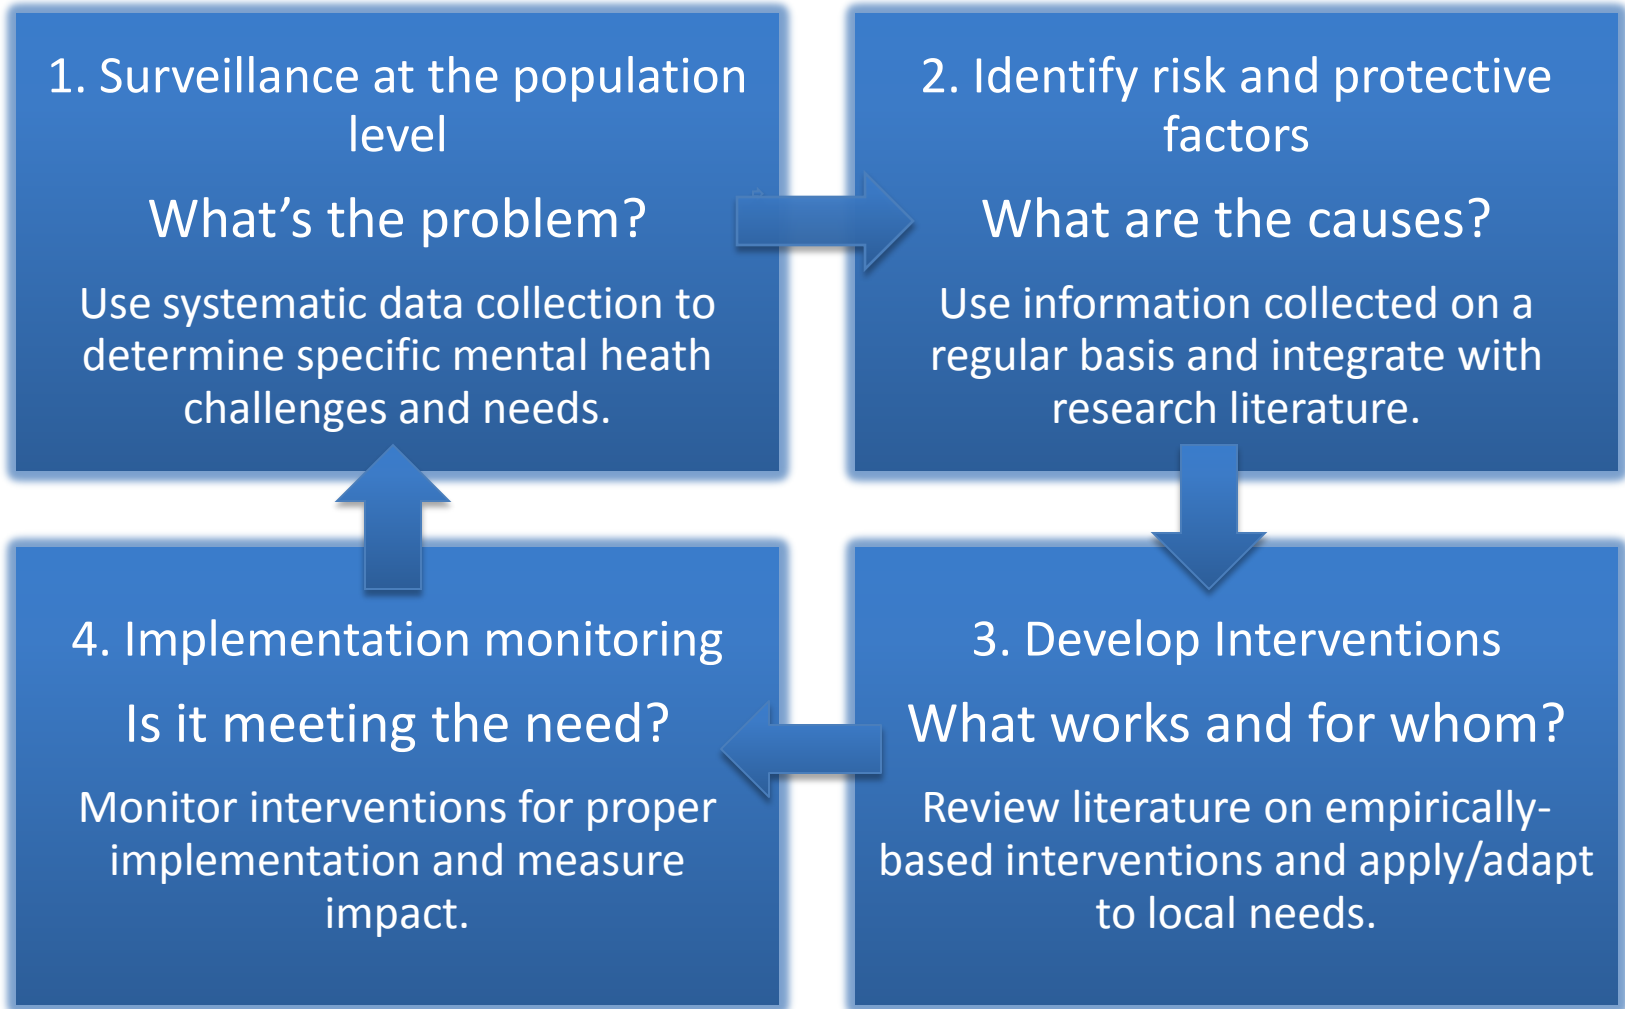 1. Surveillance at the population
level
What’s the problem?
Use systematic data collection to
determine specific mental heath
challenges and needs.
2. Identify risk and protective
factors
What are the causes?
Use information collected on a
regular basis and integrate with
research literature.
3. Develop Interventions
What works and for whom?
Review literature on empirically-
based interventions and apply/adapt
to local needs.
4. Implementation monitoring
Is it meeting the need?
Monitor interventions for proper
implementation and measure
impact.